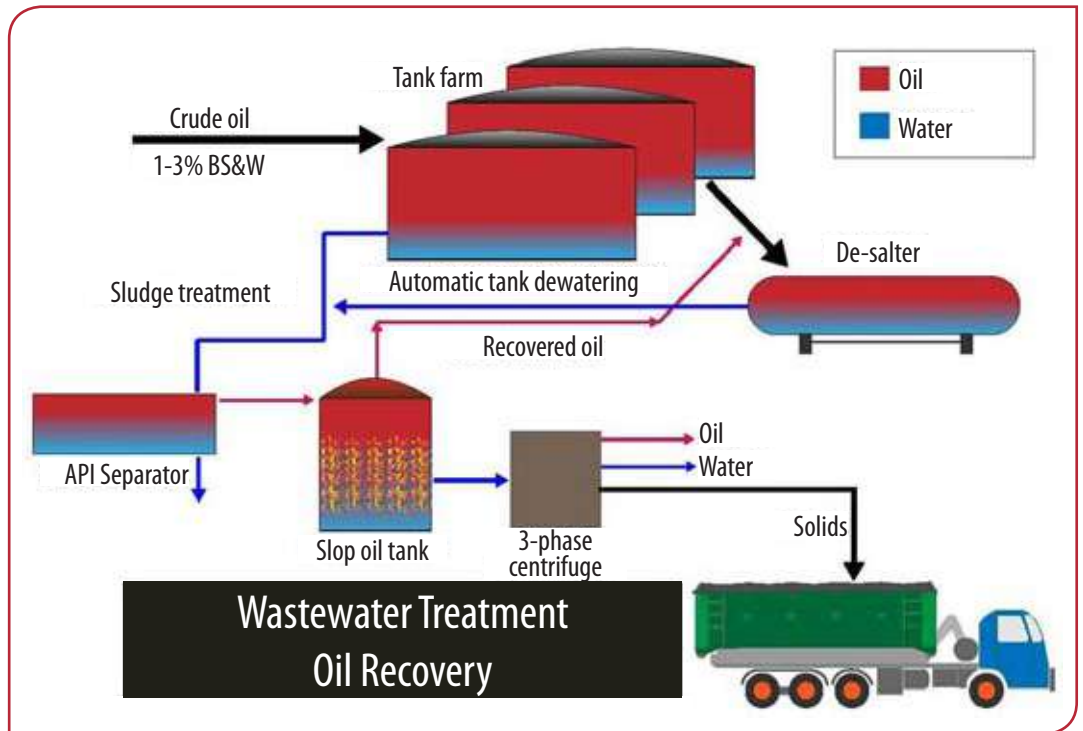 Tank farm
Oil
Water
Crude oil
1-3% BS&W
De-salter
Automatic tank dewatering
Sludge treatment
Recovered oil
API Separator
Oil
Water
Slop oil tank
3-phase
centrifuge
Solids
Wastewater Treatment
Oil Recovery